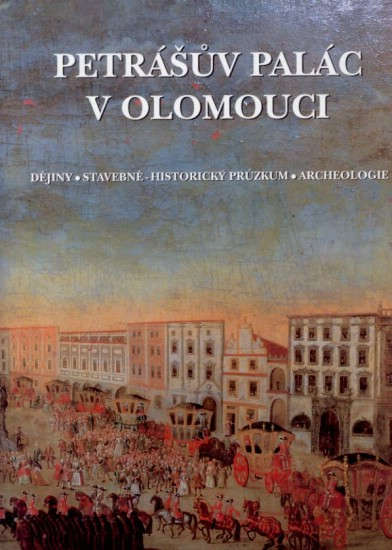 PETRÁŠŮV PALÁC
V OLOMOUCI
DĚJINY • STAVEBNĚ-HISTORICKÝ PRŮZKUM • ARCHEOLOGIE